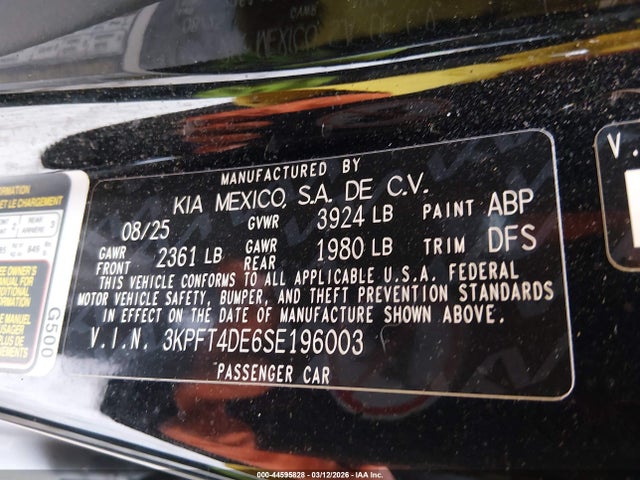 MANUFACTURED BY
KIA MEXICO, S.A. DE C.V.
08/25 GVWR 3924 LB PAINT ABP
GAWR FRONT 2361 LB GAWR REAR 1980 LB TRIM DFS
THIS VEHICLE CONFORMS TO ALL APPLICABLE U.S.A. FEDERAL
MOTOR VEHICLE SAFETY, BUMPER, AND THEFT PREVENTION STANDARDS
IN EFFECT ON THE DATE OF MANUFACTURE SHOWN ABOVE.
V.I.N. 3KPFT4DE6SE196003
PASSENGER CAR
G500
V.
000-44595828 - 03/12/2026 - IAAI.CA